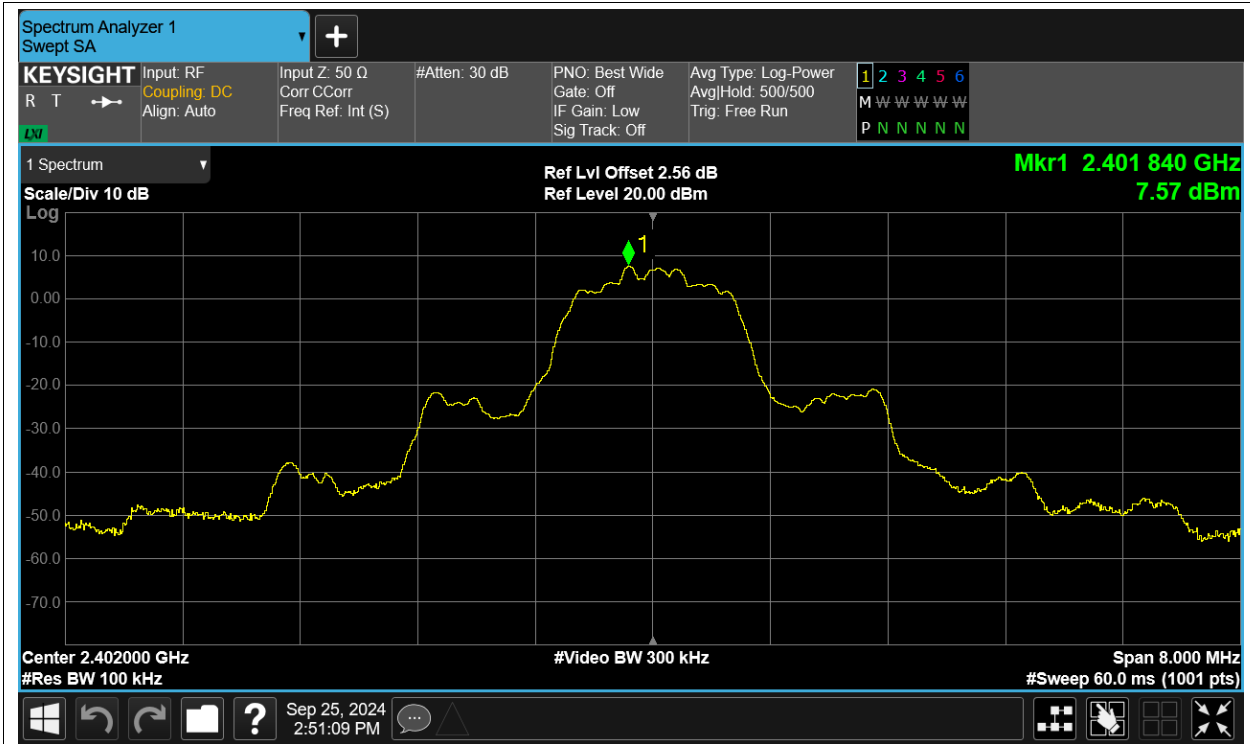 Spectrum Analyzer 1
Swept SA
KEYSIGHT
R T
LXI
Input: RF
Coupling: DC
Align: Auto
Input Z: 50 Ω
Corr CCorr
Freq Ref: Int (S)
#Atten: 30 dB
PNO: Best Wide
Gate: Off
IF Gain: Low
Sig Track: Off
Avg Type: Log-Power
Avg|Hold: 500/500
Trig: Free Run
1 2 3 4 5 6
M W W W W W
P N N N N N
1 Spectrum
Scale/Div 10 dB
Log
Ref Lvl Offset 2.56 dB
Ref Level 20.00 dBm
Mkr1 2.401 840 GHz
7.57 dBm
1
10.0
0.00
-10.0
-20.0
-30.0
-40.0
-50.0
-60.0
-70.0
Center 2.402000 GHz
#Video BW 300 kHz
Span 8.000 MHz
#Res BW 100 kHz
#Sweep 60.0 ms (1001 pts)
?
Sep 25, 2024
2:51:09 PM